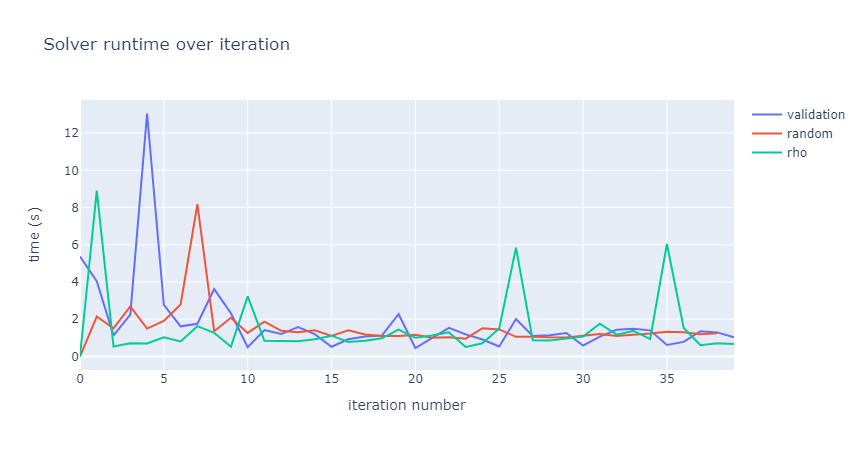 Solver runtime over iteration
validation
random
rho
time (s)
12
10
8
6
4
2
0
0 5 10 15 20 25 30 35
iteration number